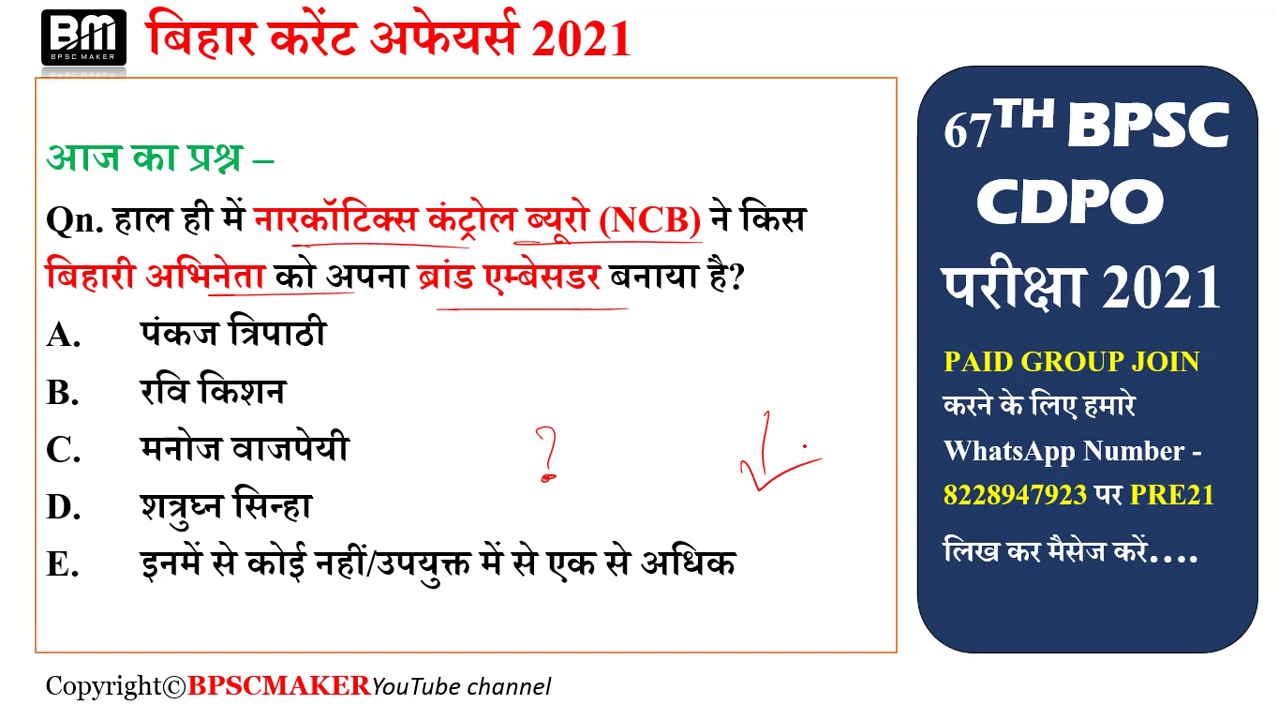 BM
BPSC MAKER
बिहार करेंट अफेयर्स 2021
आज का प्रश्न –
Qn. हाल ही में नारकॉटिक्स कंट्रोल ब्यूरो (NCB) ने किस
बिहारी अभिनेता को अपना ब्रांड एम्बेसडर बनाया है?
A. पंकज त्रिपाठी
B. रवि किशन
C. मनोज वाजपेयी
D. शत्रुघ्न सिन्हा
E. इनमें से कोई नहीं/उपयुक्त में से एक से अधिक
?
67TH BPSC
CDPO
परीक्षा 2021
PAID GROUP JOIN
करने के लिए हमारे
WhatsApp Number -
8228947923 पर PRE21
लिख कर मैसेज करें....
Copyright©BPSCMAKERYouTube channel